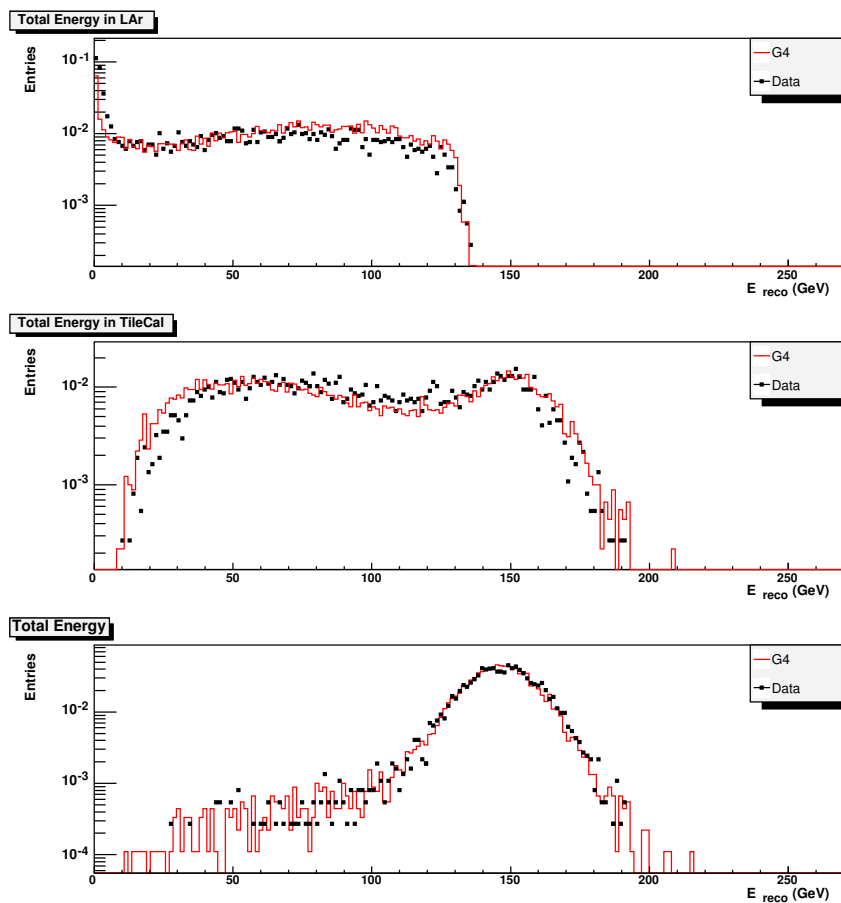 Total Energy in LAr
Entries
10-1
10-2
10-3
G4
Data
0 50 100 150 200 250
E reco (GeV)
Total Energy in TileCal
Entries
10-2
10-3
G4
Data
0 50 100 150 200 250
E reco (GeV)
Total Energy
Entries
10-2
10-3
10-4
G4
Data
0 50 100 150 200 250
E reco (GeV)